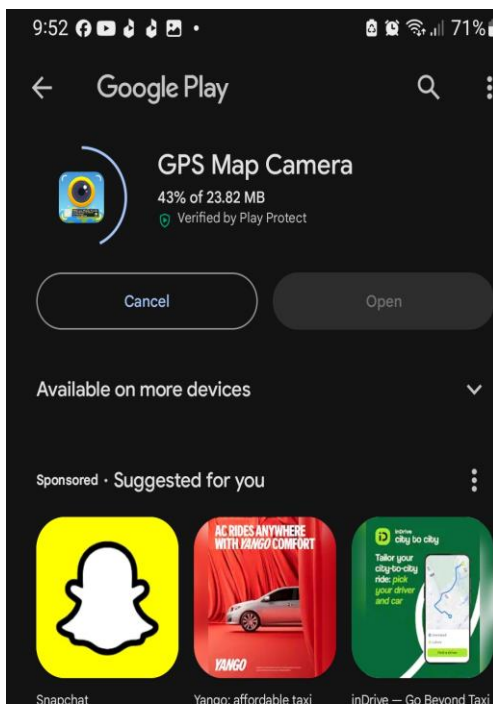 9:52 71%
Google Play
GPS Map Camera
43% of 23.82 MB
Verified by Play Protect
Cancel
Open
Available on more devices
Sponsored · Suggested for you
AC RIDES ANYWHERE
WITH YANGO COMFORT
YANGO
inDrive
city to city
Tailor your
city-to-city
ride: pick
your driver
and car
Snapchat
Yango: affordable taxi
inDrive — Go Beyond Taxi